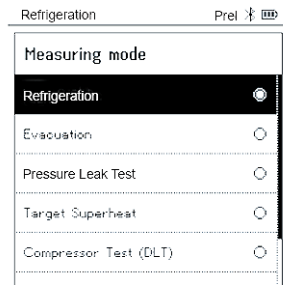 Refrigeration Prel
Measuring mode
Refrigeration
Evacuation
Pressure Leak Test
Target Superheat
Compressor Test (DLT)